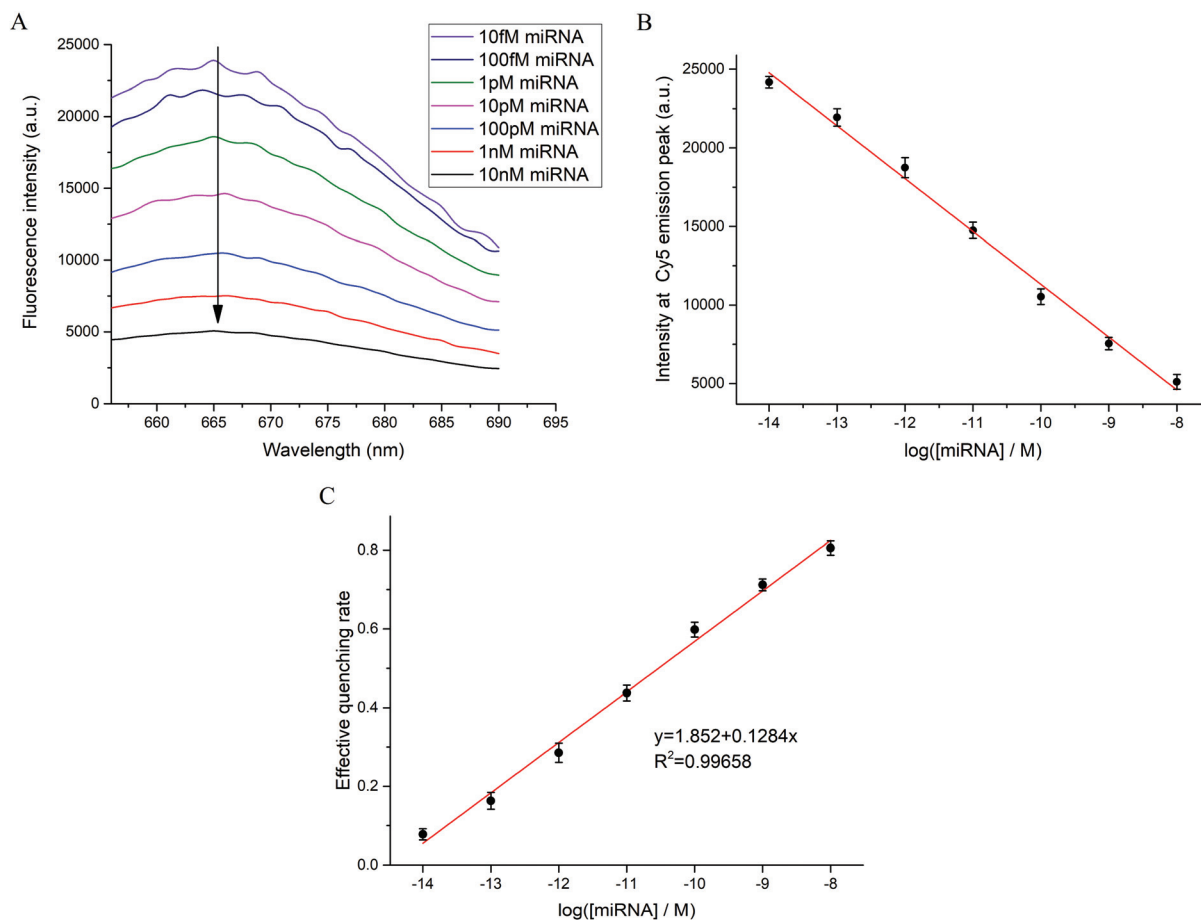 A
10fM miRNA
100fM miRNA
1pM miRNA
10pM miRNA
100pM miRNA
1nM miRNA
10nM miRNA
25000
20000
15000
10000
5000
0
Fluorescence intensity (a.u.)
660 665 670 675 680 685 690 695
Wavelength (nm)
B
25000
20000
15000
10000
5000
Intensity at Cy5 emission peak (a.u.)
-14 -13 -12 -11 -10 -9 -8
log([miRNA] / M)
C
0.8
0.6
0.4
0.2
0.0
Effective quenching rate
y=1.852+0.1284x
R²=0.99658
-14 -13 -12 -11 -10 -9 -8
log([miRNA] / M)